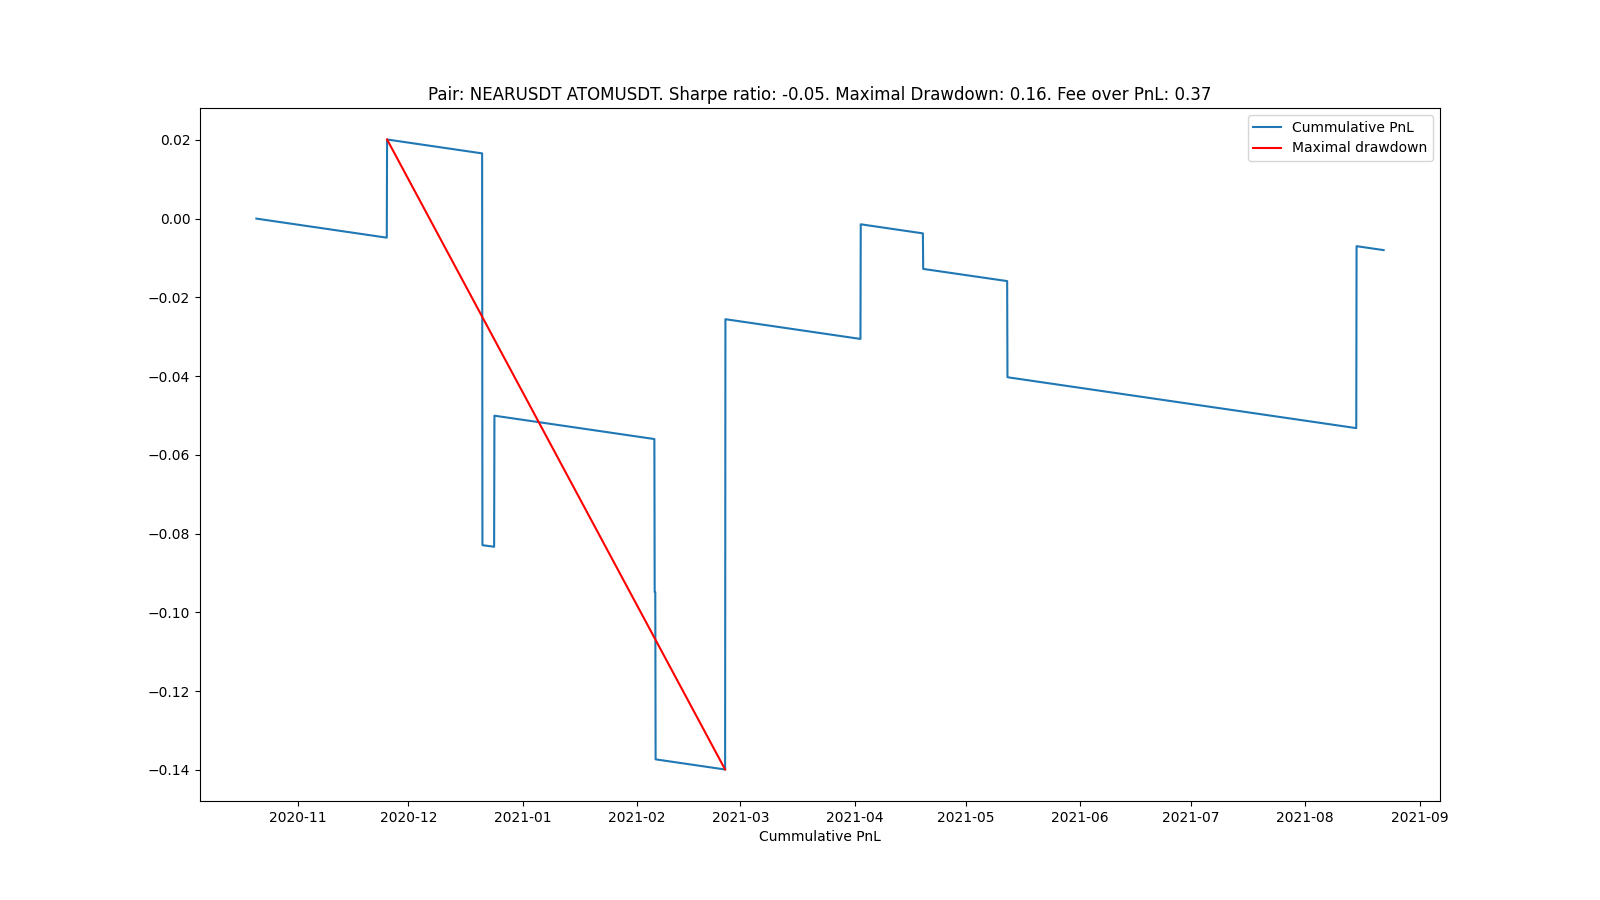 Pair: NEARUSDT ATOMUSDT. Sharpe ratio: -0.05. Maximal Drawdown: 0.16. Fee over PnL: 0.37
Cummulative PnL
Maximal drawdown
0.02
0.00
−0.02
−0.04
−0.06
−0.08
−0.10
−0.12
−0.14
2020-11 2020-12 2021-01 2021-02 2021-03 2021-04 2021-05 2021-06 2021-07 2021-08 2021-09
Cummulative PnL